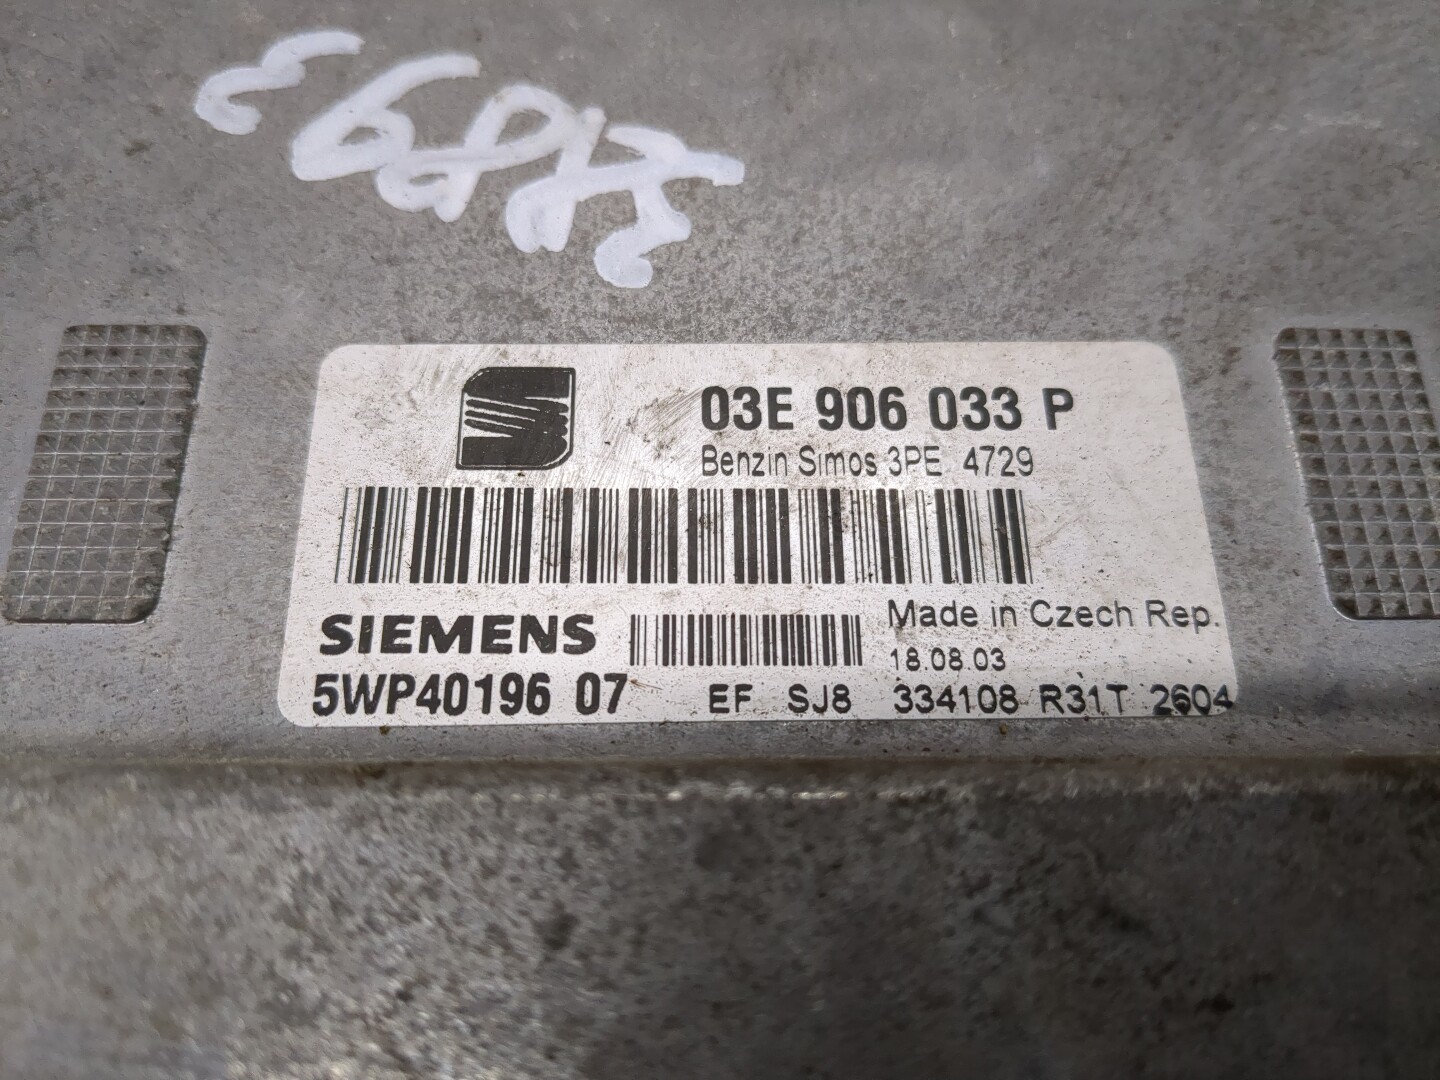 03E 906 033 P
Benzin Simos 3PE 4729
SIEMENS
Made in Czech Rep.
18.08.03
5WP40196 07
EF SJ8 334108 R31T 2604